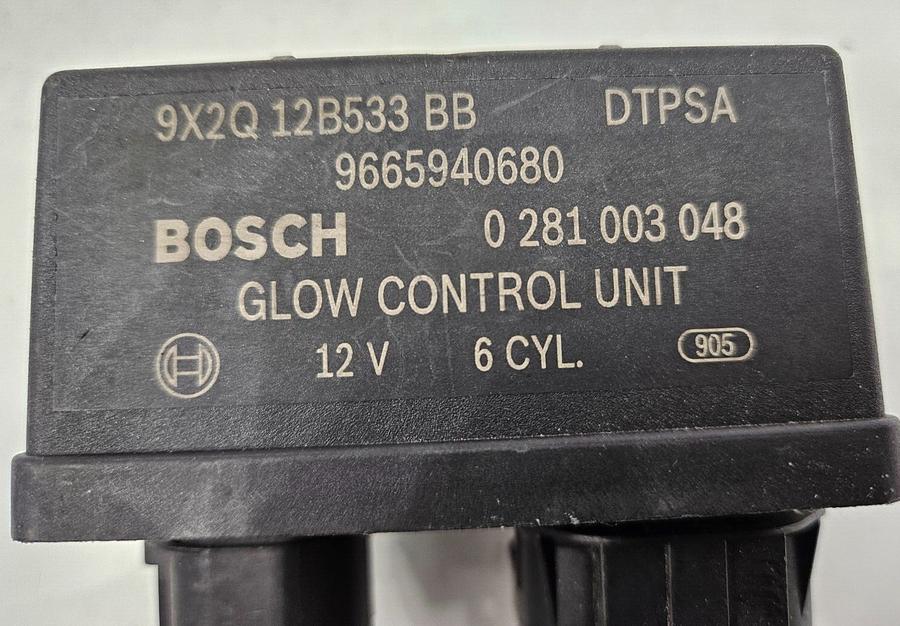 9X2Q 12B533 BB DTPSA
9665940680
BOSCH 0 281 003 048
GLOW CONTROL UNIT
12 V 6 CYL. 905